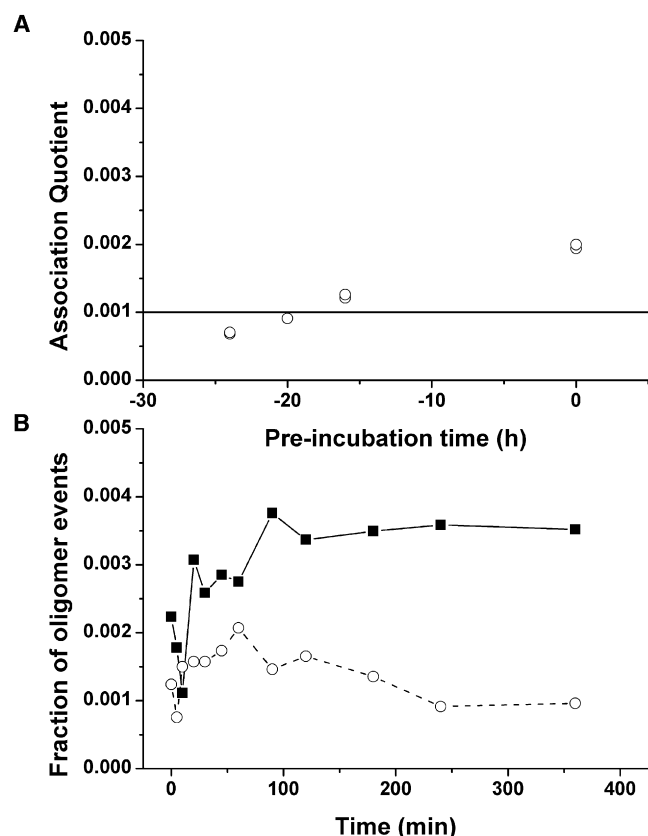 A
0.005
0.004
0.003
0.002
0.001
0.000
Association Quotient
-30 -20 -10 0
Pre-incubation time (h)
B
0.005
0.004
0.003
0.002
0.001
0.000
Fraction of oligomer events
0 100 200 300 400
Time (min)